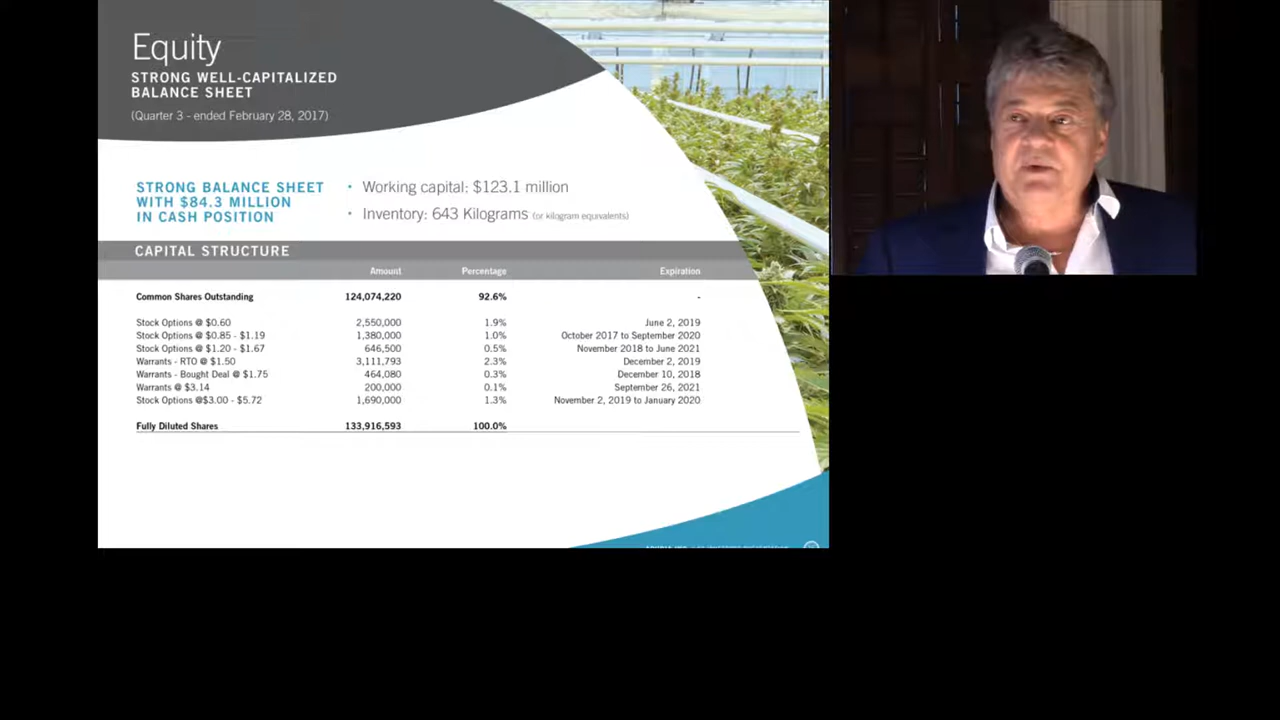 Equity
STRONG WELL-CAPITALIZED
BALANCE SHEET
(Quarter 3 - ended February 28, 2017)
STRONG BALANCE SHEET
WITH $84.3 MILLION
IN CASH POSITION
• Working capital: $123.1 million
• Inventory: 643 Kilograms (or kilogram equivalents)
CAPITAL STRUCTURE
Amount Percentage Expiration
Common Shares Outstanding 124,074,220 92.6% -
Stock Options @ $0.60 2,550,000 1.9% June 2, 2019
Stock Options @ $0.85 - $1.19 1,380,000 1.0% October 2017 to September 2020
Stock Options @ $1.20 - $1.67 646,500 0.5% November 2018 to June 2021
Warrants - RTO @ $1.50 3,111,793 2.3% December 2, 2019
Warrants - Bought Deal @ $1.75 464,080 0.3% December 10, 2018
Warrants @ $3.14 200,000 0.1% September 26, 2021
Stock Options @$3.00 - $5.72 1,690,000 1.3% November 2, 2019 to January 2020
Fully Diluted Shares 133,916,593 100.0%